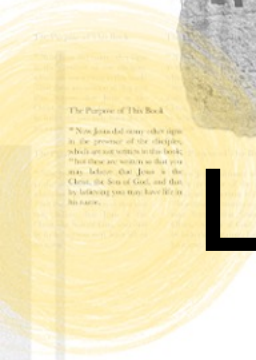 The Purpose of This Book
30 Now Jesus did many other signs
in the presence of the disciples,
which are not written in this book;
31 but these are written so that you
may believe that Jesus is the
Christ, the Son of God, and that
by believing you may have life in
his name.